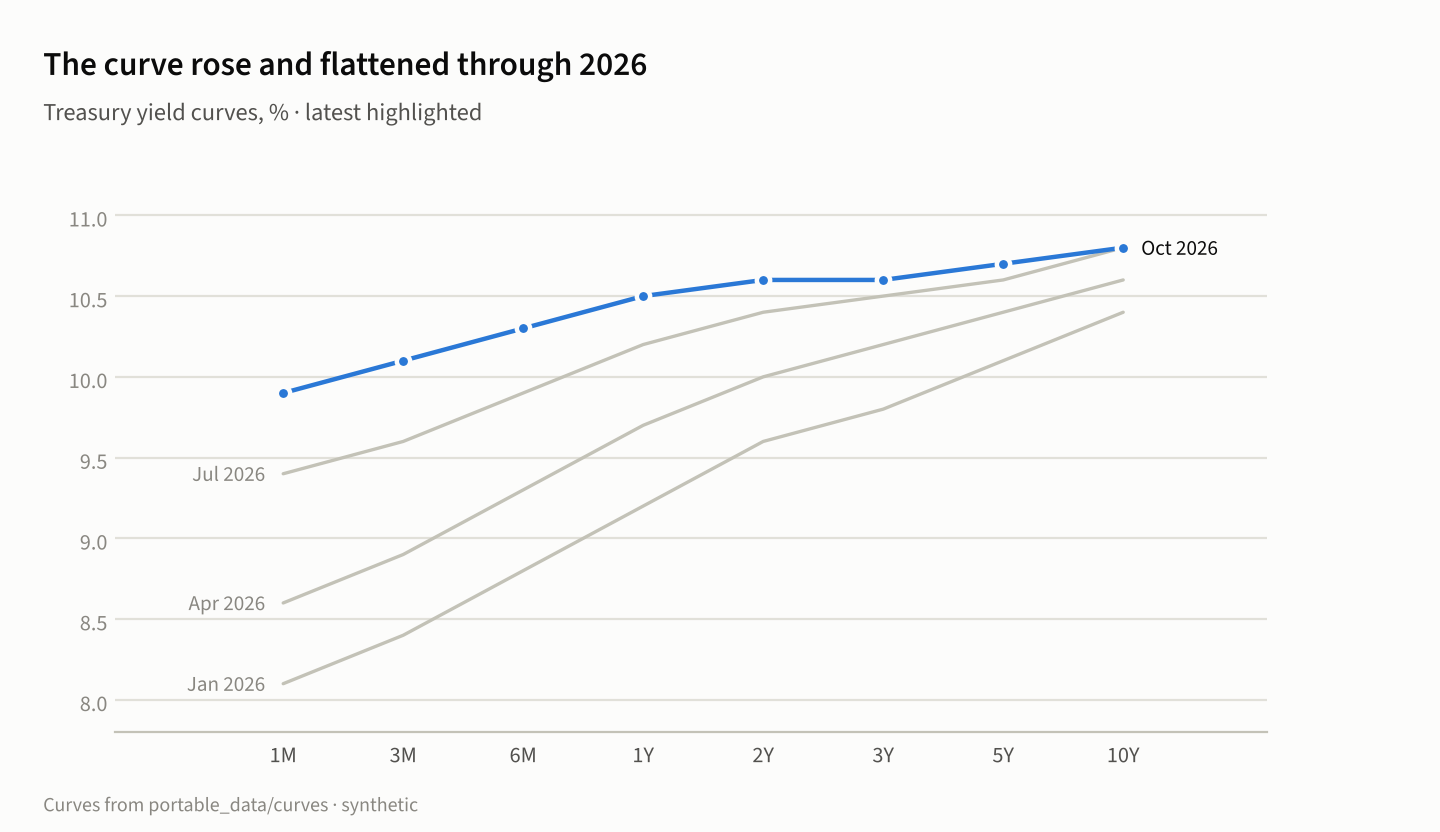 The curve rose and flattened through 2026
Treasury yield curves, % · latest highlighted
11.0
Oct 2026
10.5
10.0
9.5
Jul 2026
9.0
Apr 2026
8.5
Jan 2026
8.0
1M 3M 6M 1Y 2Y 3Y 5Y 10Y
Curves from portable_data/curves · synthetic